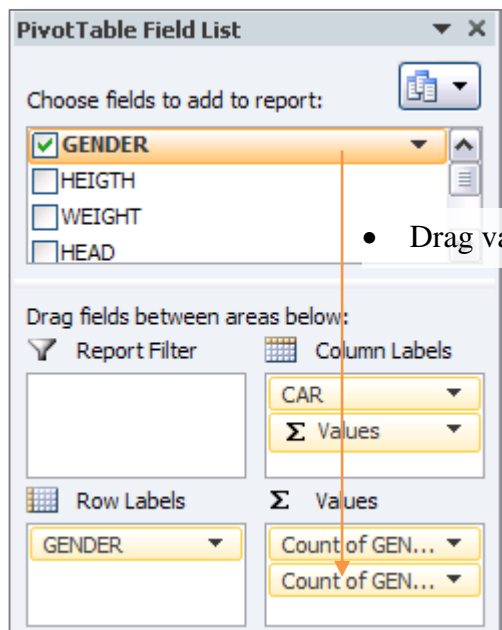 PivotTable Field List
Choose fields to add to report:
GENDER
HEIGTH
WEIGHT
HEAD
• Drag va
Drag fields between areas below:
Report Filter
Column Labels
CAR
Σ Values
Row Labels
Σ Values
GENDER
Count of GEN...
Count of GEN...